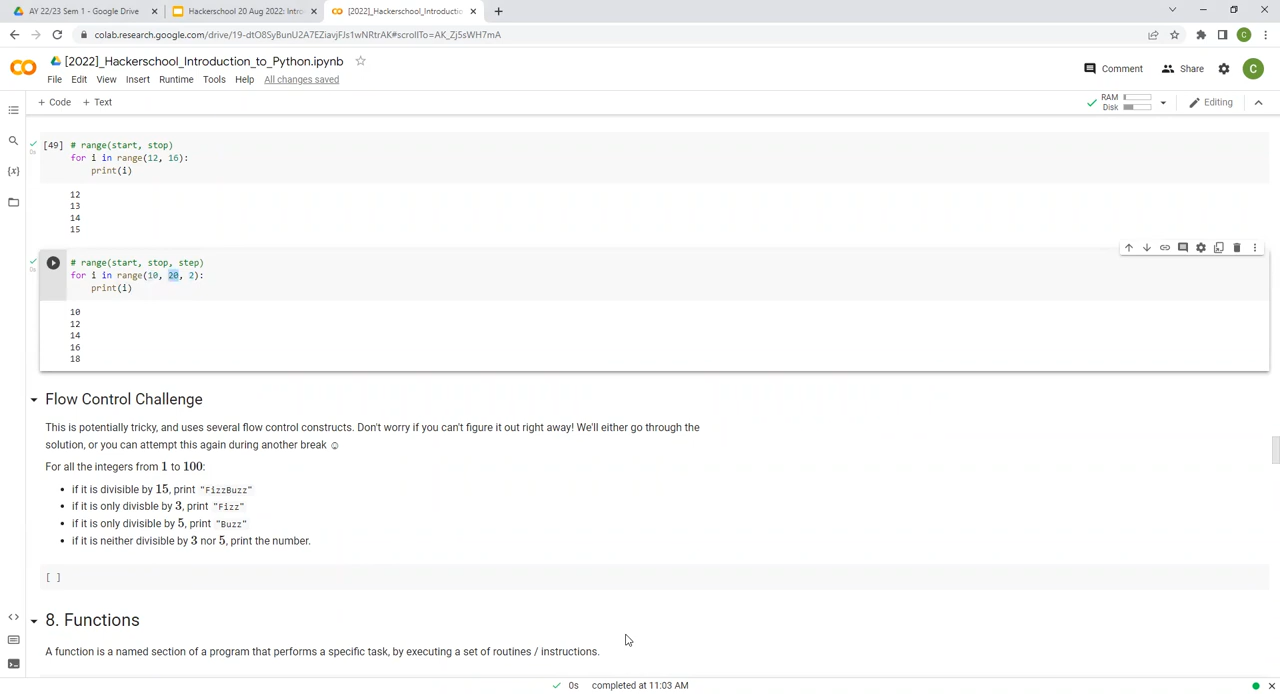 AY 22/23 Sem 1 - Google Drive
Hackerschool 20 Aug 2022: Intro
[2022]_Hackerschool_Introductio
colab.research.google.com/drive/19-dtO8SyBunU2A7EZiavjFJs1wNRtrAK#scrollTo=AK_Zj5sWH7mA
C
CO
[2022]_Hackerschool_Introduction_to_Python.ipynb
File Edit View Insert Runtime Tools Help All changes saved
Comment
Share
C
+ Code + Text
RAM
Disk
Editing
[49] # range(start, stop)
for i in range(12, 16):
print(i)
12
13
14
15
# range(start, stop, step)
for i in range(10, 20, 2):
print(i)
10
12
14
16
18
Flow Control Challenge
This is potentially tricky, and uses several flow control constructs. Don't worry if you can't figure it out right away! We'll either go through the
solution, or you can attempt this again during another break ☺
For all the integers from 1 to 100:
• if it is divisible by 15, print "FizzBuzz"
• if it is only divisble by 3, print "Fizz"
• if it is only divisible by 5, print "Buzz"
• if it is neither divisible by 3 nor 5, print the number.
[ ]
8. Functions
A function is a named section of a program that performs a specific task, by executing a set of routines / instructions.
0s completed at 11:03 AM